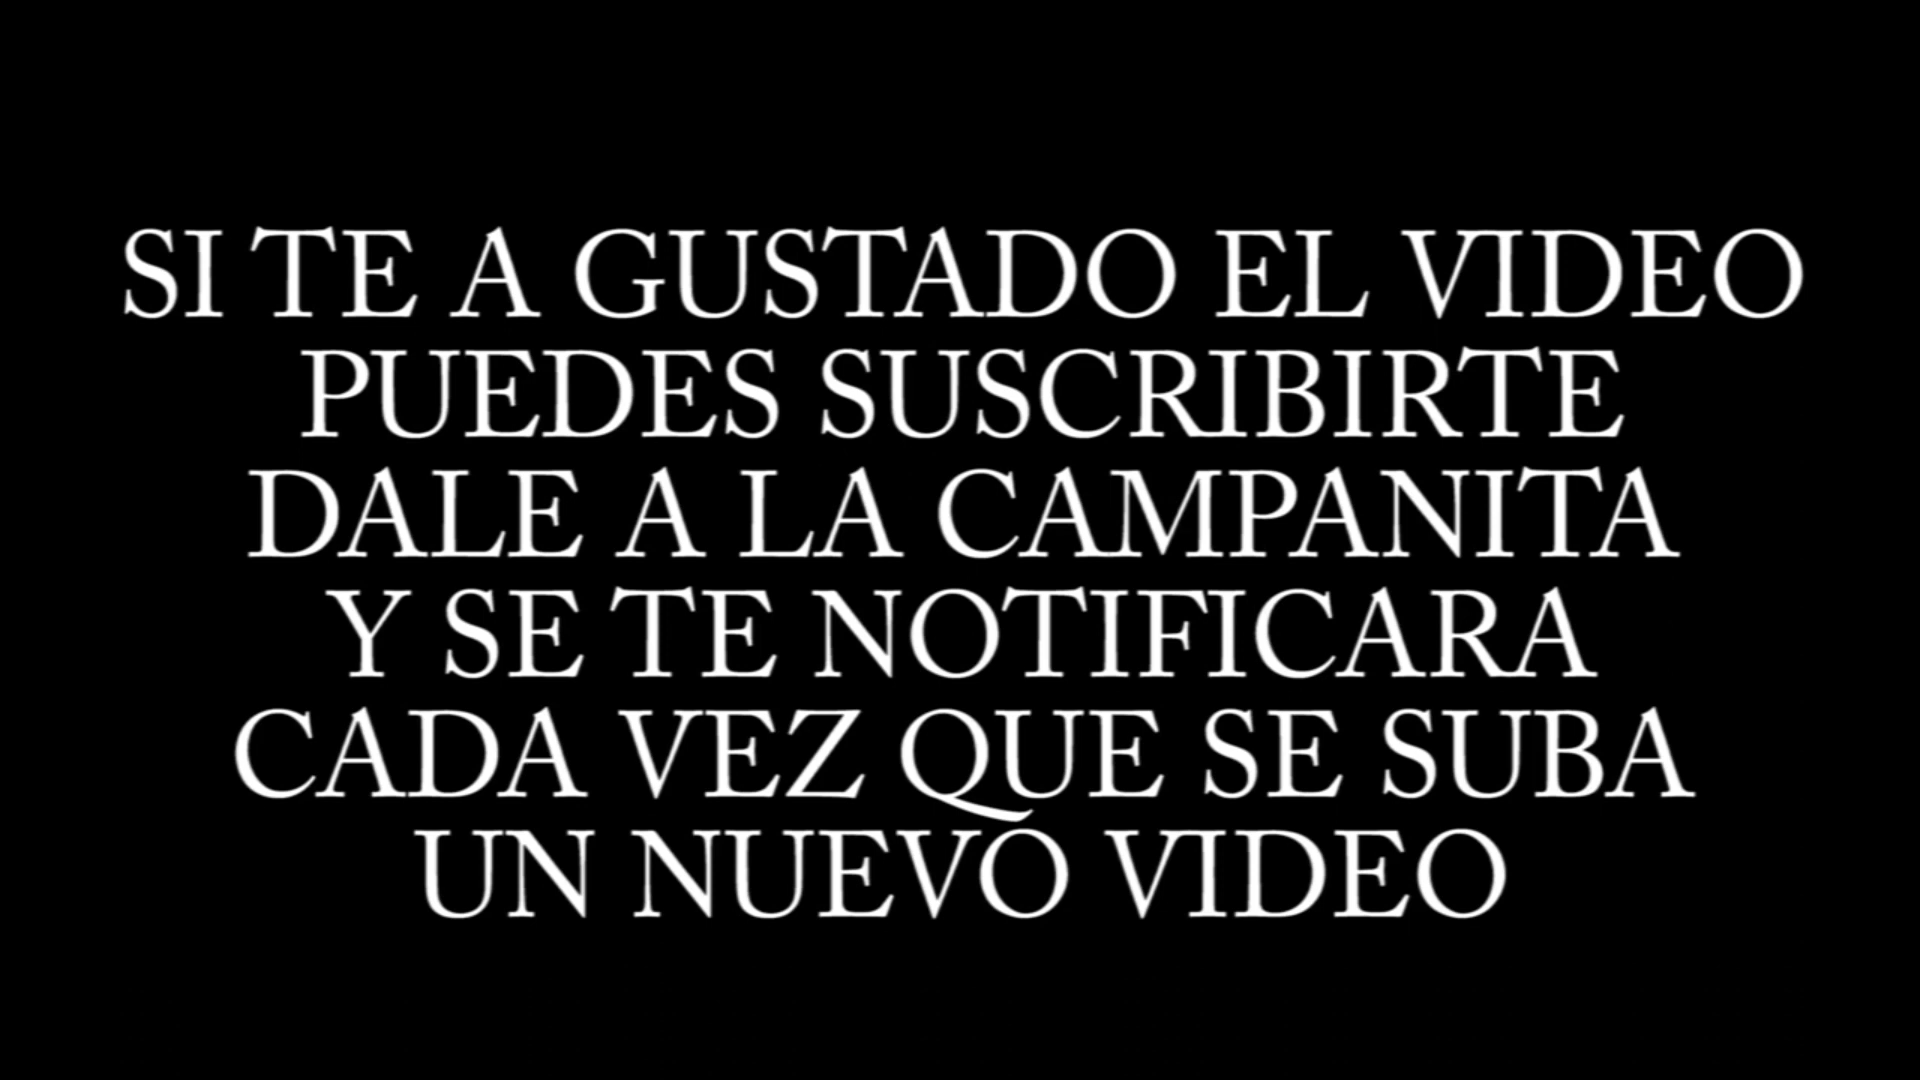 SI TE A GUSTADO EL VIDEO
PUEDES SUSCRIBIRTE
DALE A LA CAMPANITA
Y SE TE NOTIFICARA
CADA VEZ QUE SE SUBA
UN NUEVO VIDEO